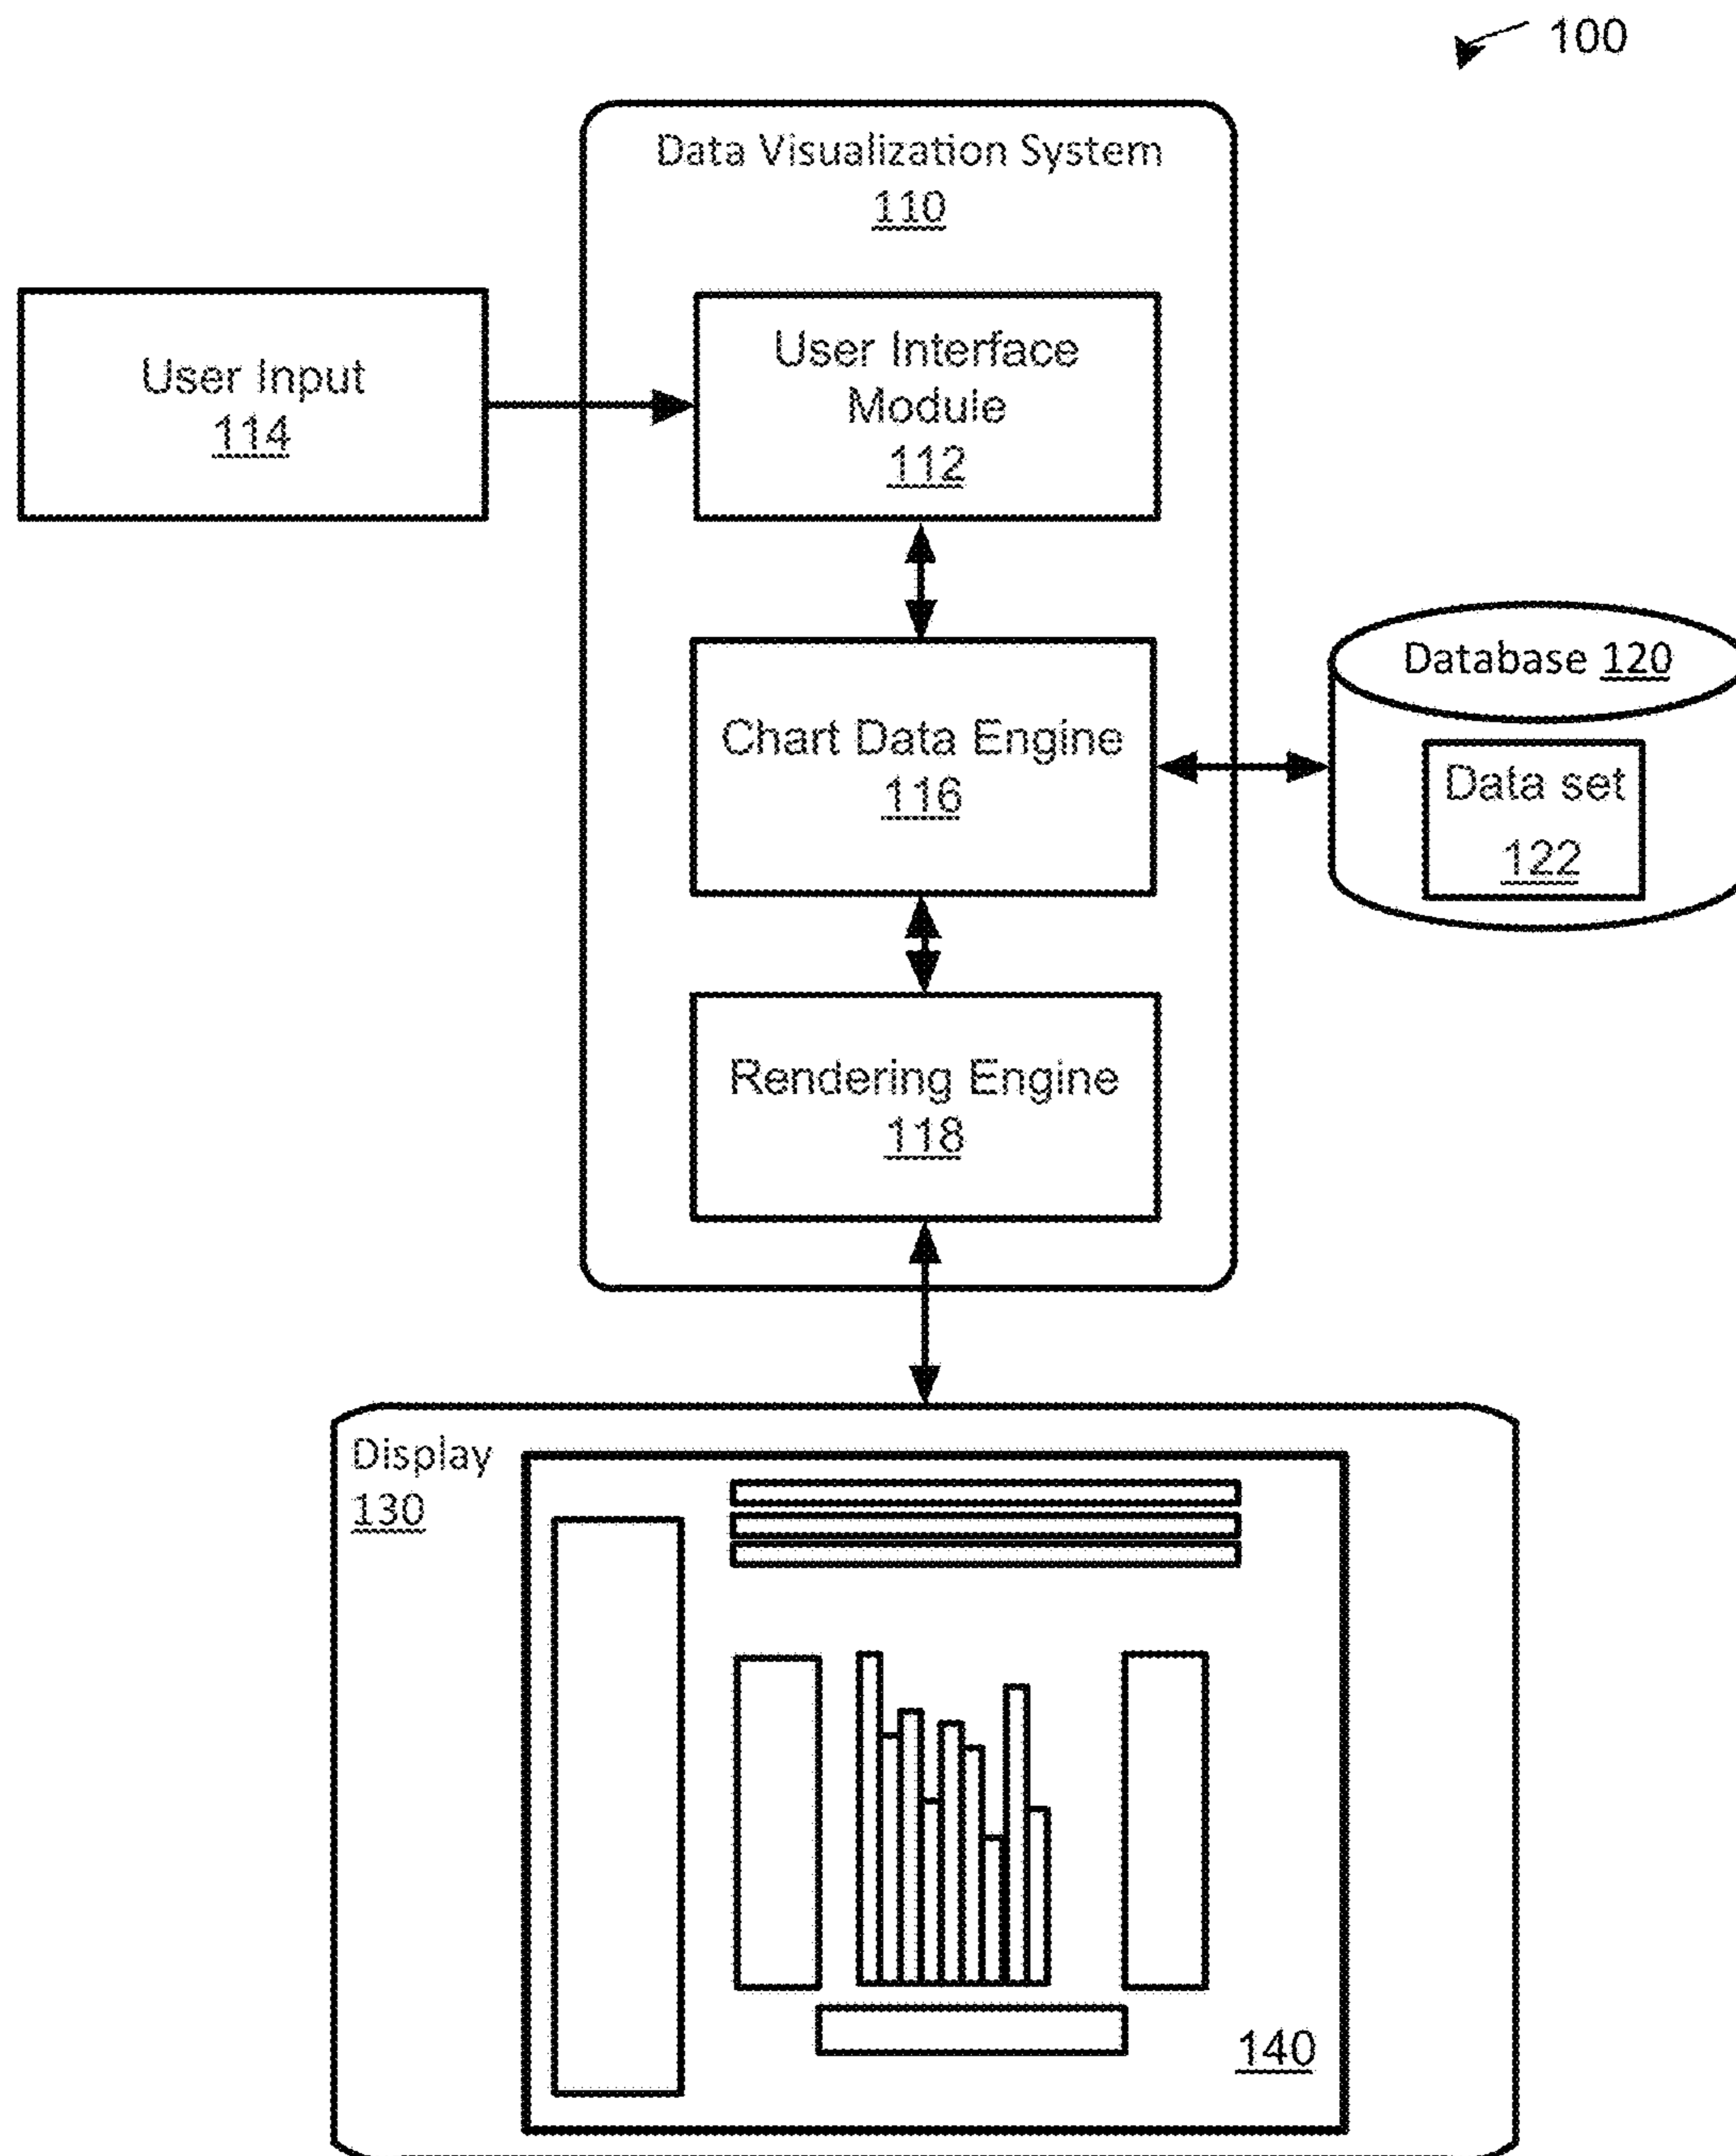 100
Data Visualization System
110
User Input
114
User Interface
Module
112
Chart Data Engine
116
Database 120
Data set
122
Rendering Engine
118
Display
130
140